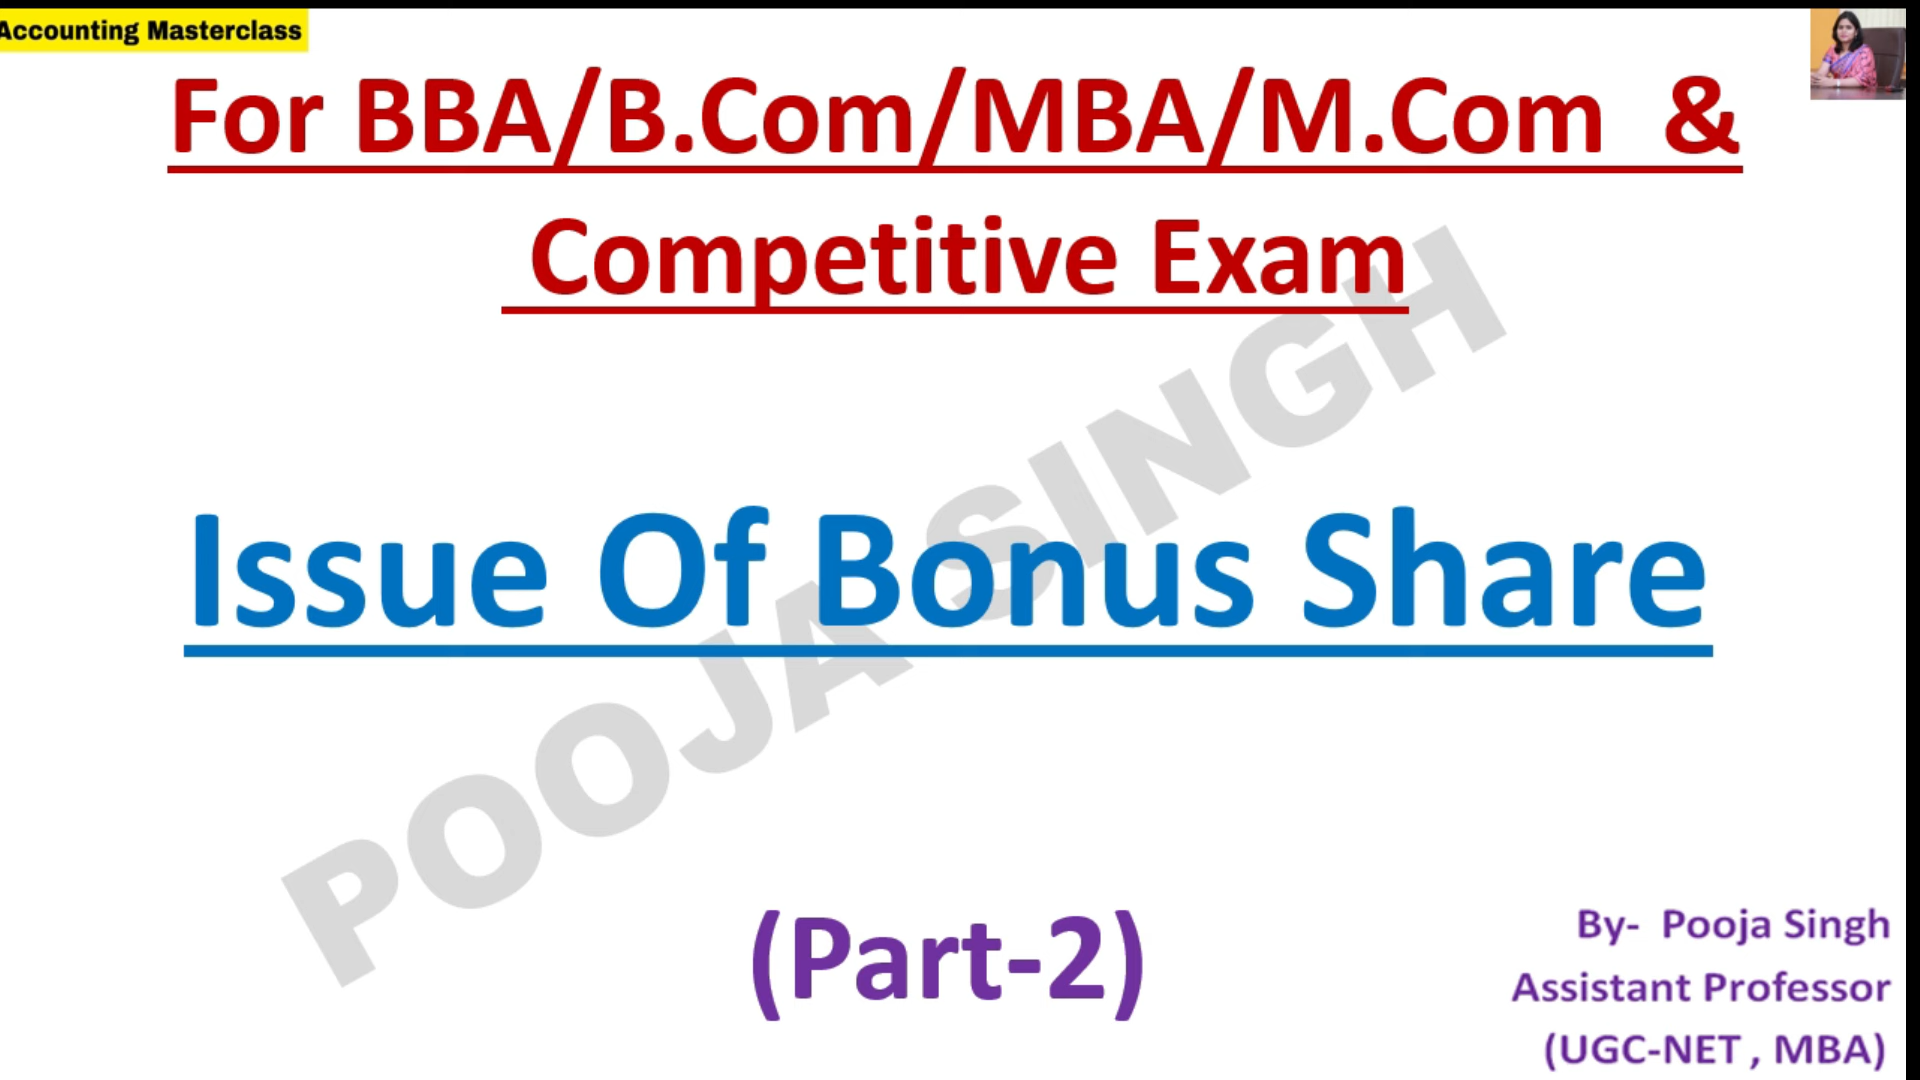 Accounting Masterclass
For BBA/B.Com/MBA/M.Com &
Competitive Exam
POOJA SINGH
Issue Of Bonus Share
(Part-2)
By- Pooja Singh
Assistant Professor
(UGC-NET , MBA)